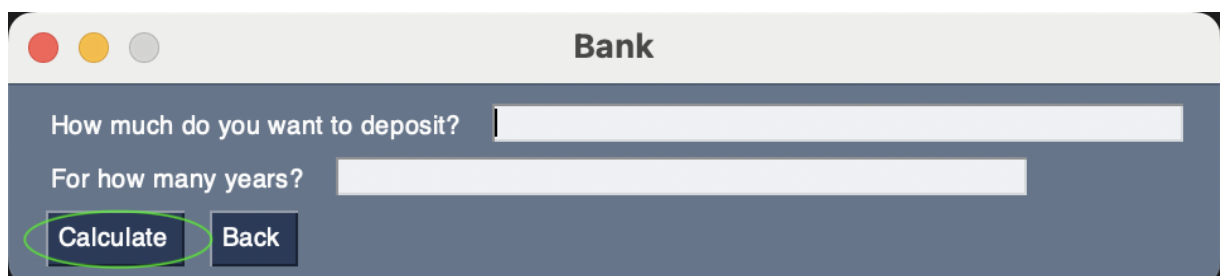 Bank
How much do you want to deposit?
For how many years?
Calculate Back